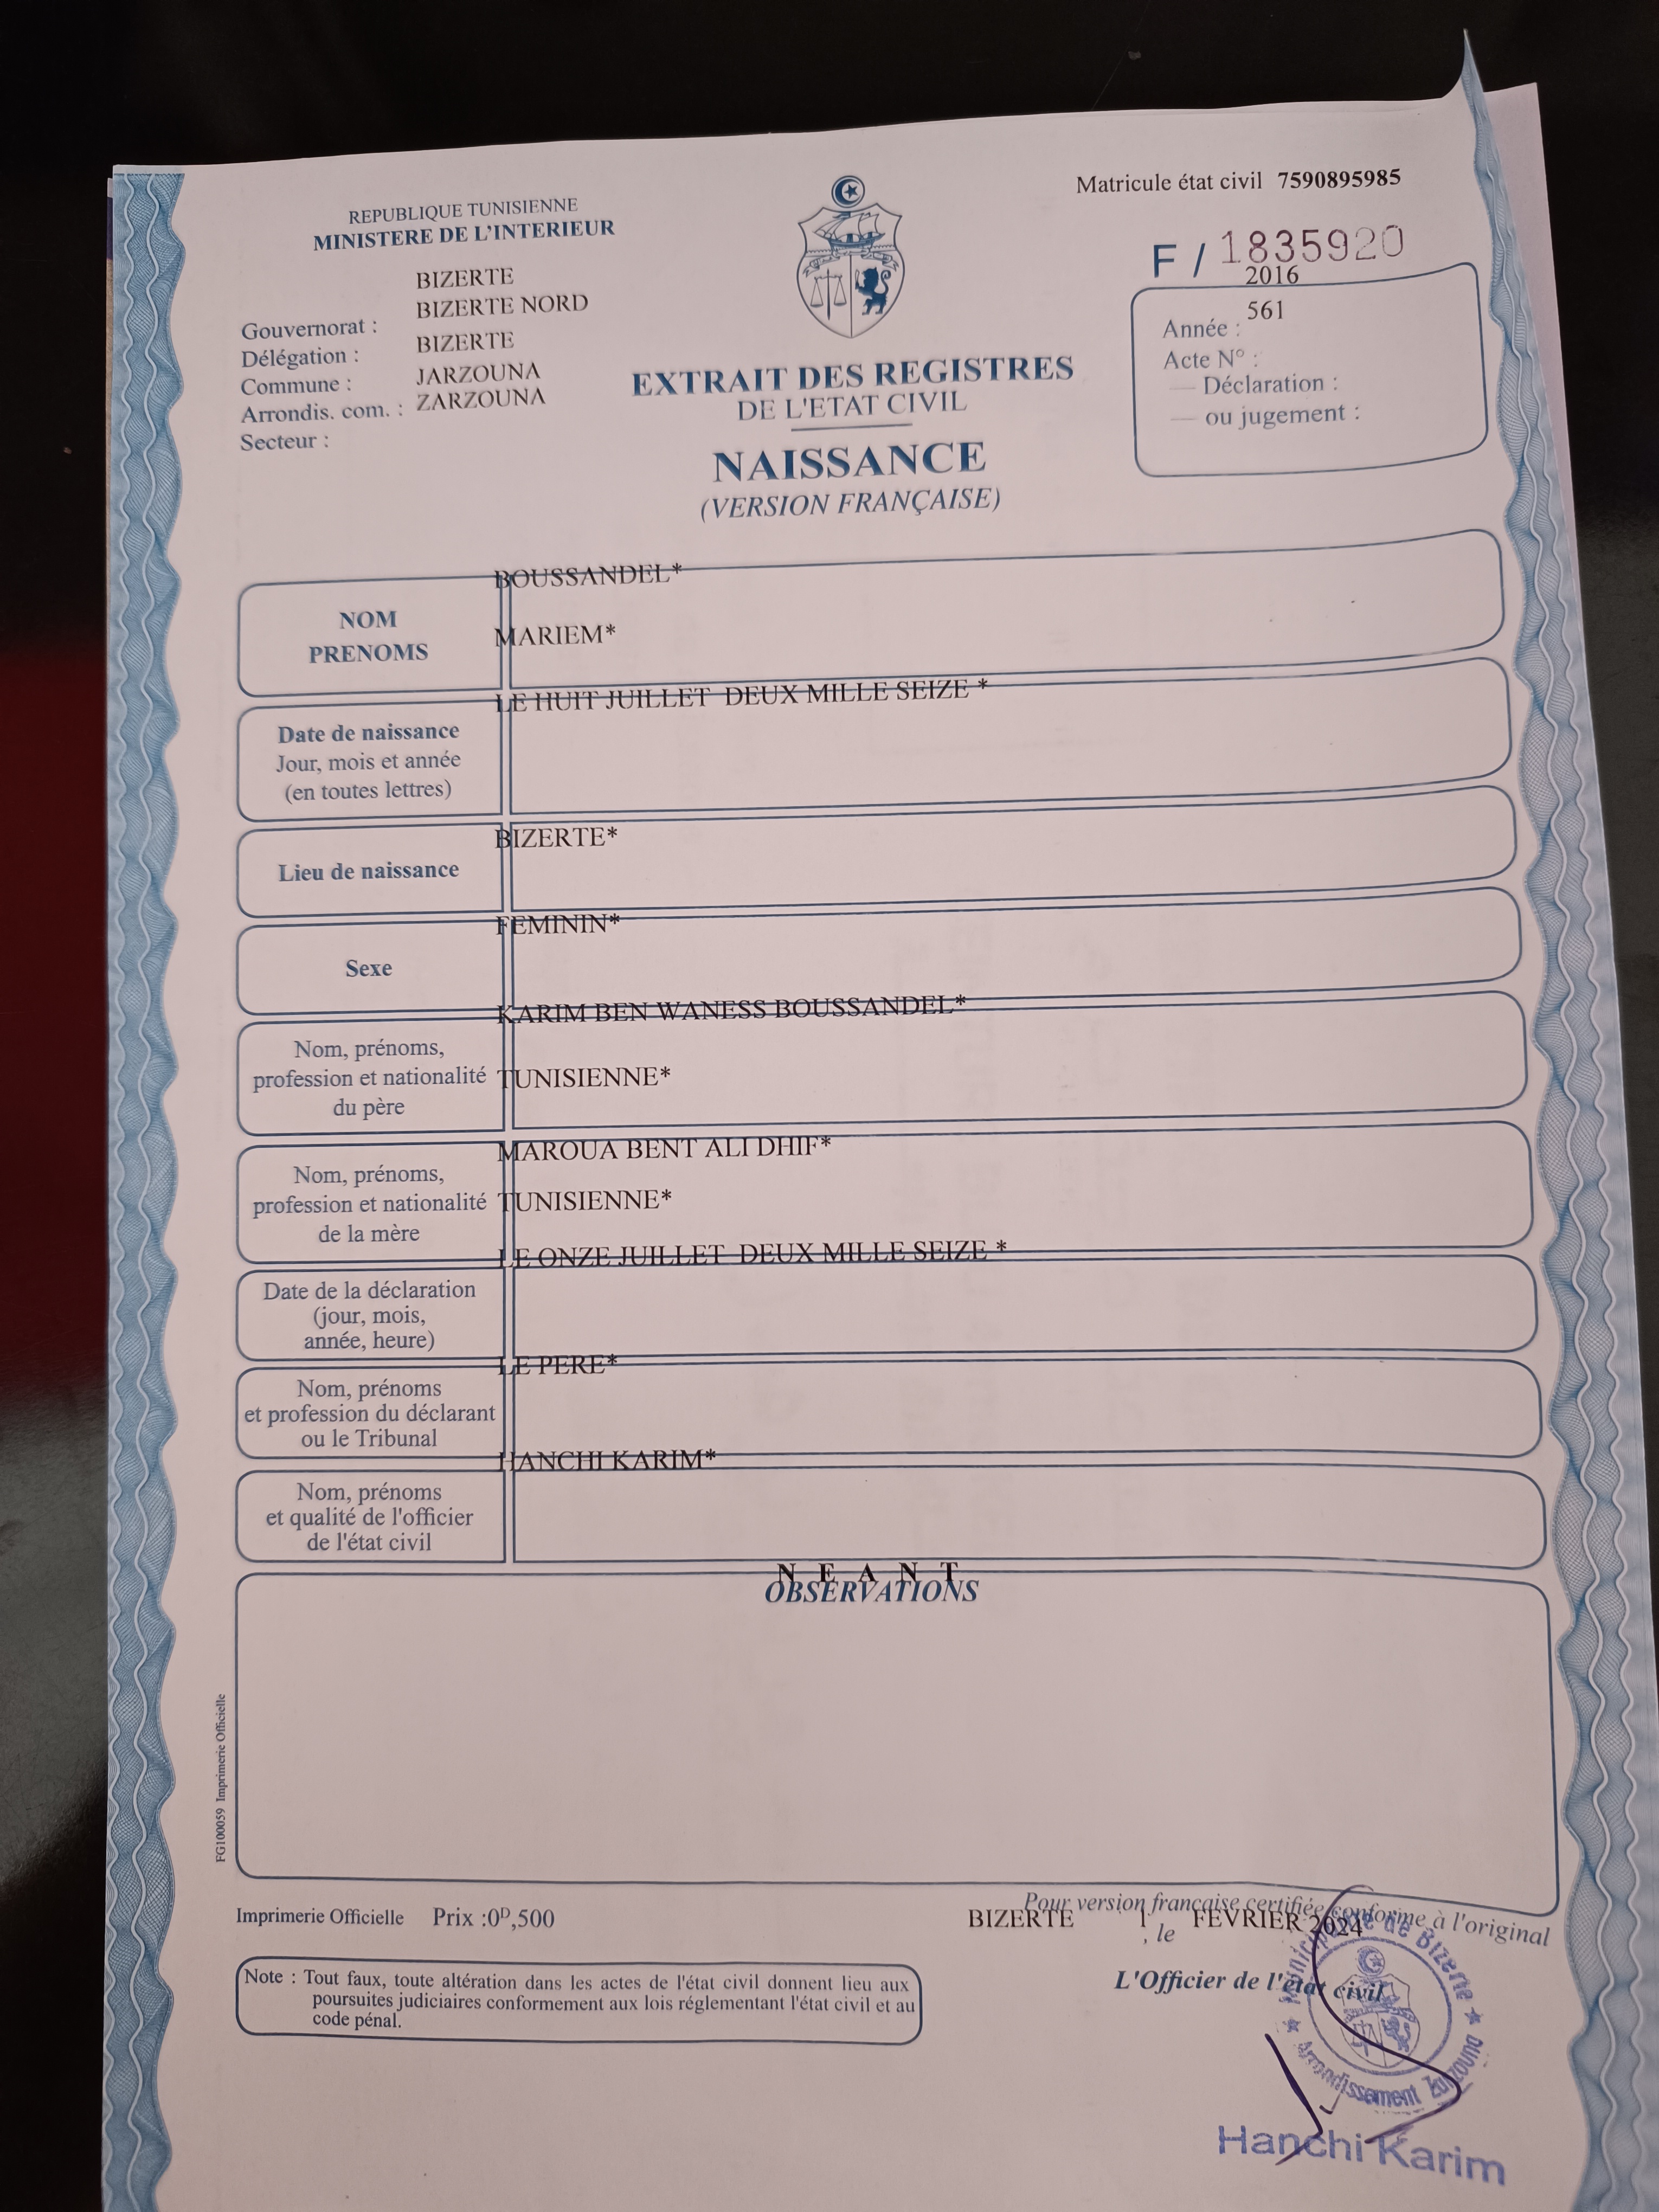 Matricule état civil 7590895985
REPUBLIQUE TUNISIENNE
MINISTERE DE L'INTERIEUR
F / 1835920
BIZERTE
BIZERTE NORD
Gouvernorat :
BIZERTE
Délégation :
JARZOUNA
Commune :
ZARZOUNA
Arrondis. com. :
Secteur :
2016
561
Année :
Acte N° :
— Déclaration :
— ou jugement :
EXTRAIT DES REGISTRES
DE L'ETAT CIVIL
NAISSANCE
(VERSION FRANÇAISE)
BOUSSANDEL*
NOM
MARIEM*
PRENOMS
LE HUIT JUILLET DEUX MILLE SEIZE *
Date de naissance
Jour, mois et année
(en toutes lettres)
BIZERTE*
Lieu de naissance
FEMININ*
Sexe
KARIM BEN WANESS BOUSSANDEL*
Nom, prénoms,
profession et nationalité TUNISIENNE*
du père
MAROUA BENT ALI DHIF*
Nom, prénoms,
profession et nationalité TUNISIENNE*
de la mère
LE ONZE JUILLET DEUX MILLE SEIZE *
Date de la déclaration
(jour, mois,
année, heure)
LE PERE*
Nom, prénoms
et profession du déclarant
ou le Tribunal
HANCHI KARIM*
Nom, prénoms
et qualité de l'officier
de l'état civil
N E A N T
OBSERVATIONS
FG100059 Imprimerie Officielle
Imprimerie Officielle Prix :0ᴰ,500
Pour version française certifiée conforme à l'original
BIZERTE 1 FEVRIER 2024
, le
L'Officier de l'état civil
Note : Tout faux, toute altération dans les actes de l'état civil donnent lieu aux
poursuites judiciaires conformement aux lois réglementant l'état civil et au
code pénal.
de Bizerte
Arrondissement Zarzouna
Hanchi Karim